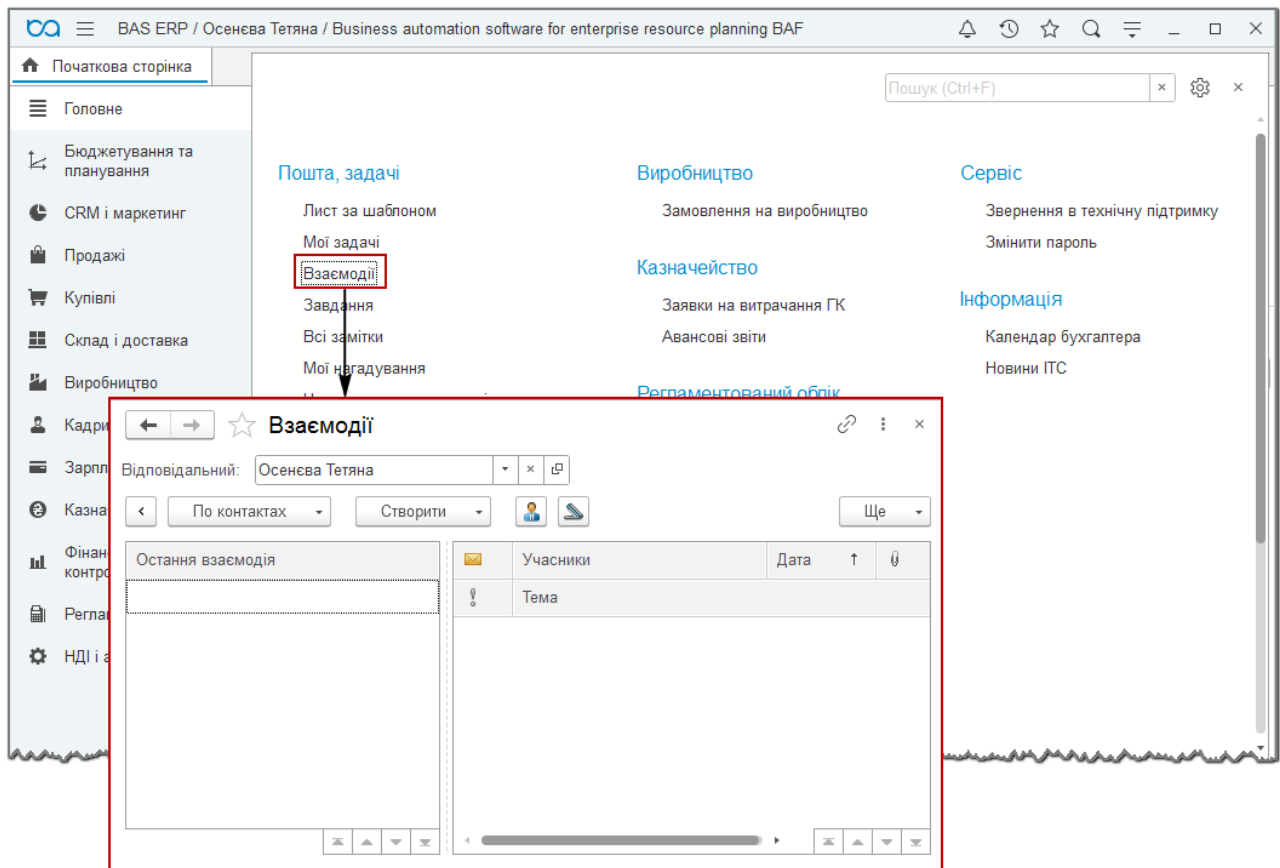 BAS ERP / Осенєва Тетяна / Business automation software for enterprise resource planning BAF
Початкова сторінка
Пошук (Ctrl+F)
Головне
Бюджетування та
планування
CRM і маркетинг
Продажі
Купівлі
Склад і доставка
Виробництво
Кадри
Зарпл
Казна
Фінан
контро
Регла
НДІ і а
Пошта, задачі
Лист за шаблоном
Мої задачі
Взаємодії
Завдання
Всі замітки
Мої нагадування
Виробництво
Замовлення на виробництво
Казначейство
Заявки на витрачання ГК
Авансові звіти
Регламентований облік
Сервіс
Звернення в технічну підтримку
Змінити пароль
Інформація
Календар бухгалтера
Новини ІТС
Взаємодії
Відповідальний: Осенєва Тетяна
По контактах Створити Ще
Остання взаємодія Учасники Дата
Тема